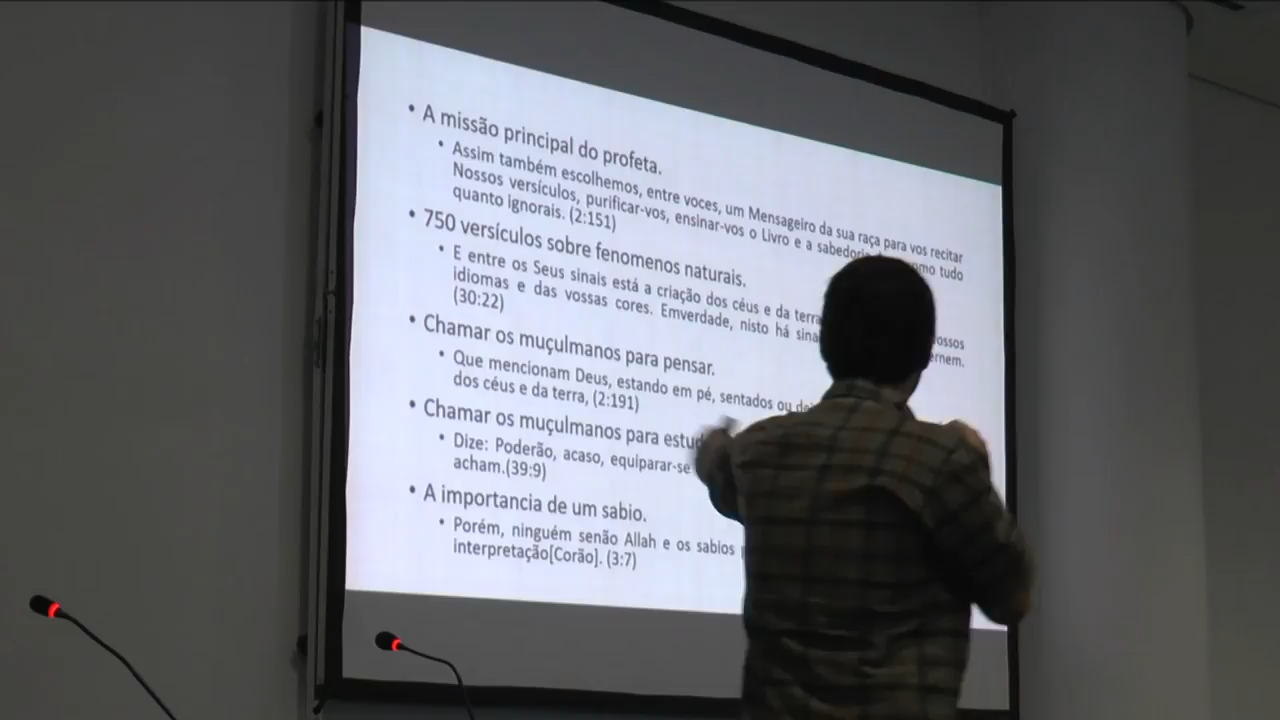 • A missão principal do profeta.
• Assim também escolhemos, entre voces, um Mensageiro da sua raça para vos recitar
Nossos versículos, purificar-vos, ensinar-vos o Livro e a sabedoria tudo
quanto ignorais. (2:151)
• 750 versículos sobre fenomenos naturais.
• E entre os Seus sinais está a criação dos céus e da terra
idiomas e das vossas cores. Emverdade, nisto há
(30:22)
• Chamar os muçulmanos para pensar.
• Que mencionam Deus, estando em pé, sentados ou
dos céus e da terra, (2:191)
• Chamar os muçulmanos para
• Dize: Poderão, acaso, equiparar-se
acham.(39:9)
• A importancia de um sabio.
• Porém, ninguém senão Allah e os sabios
interpretação[Corão]. (3:7)